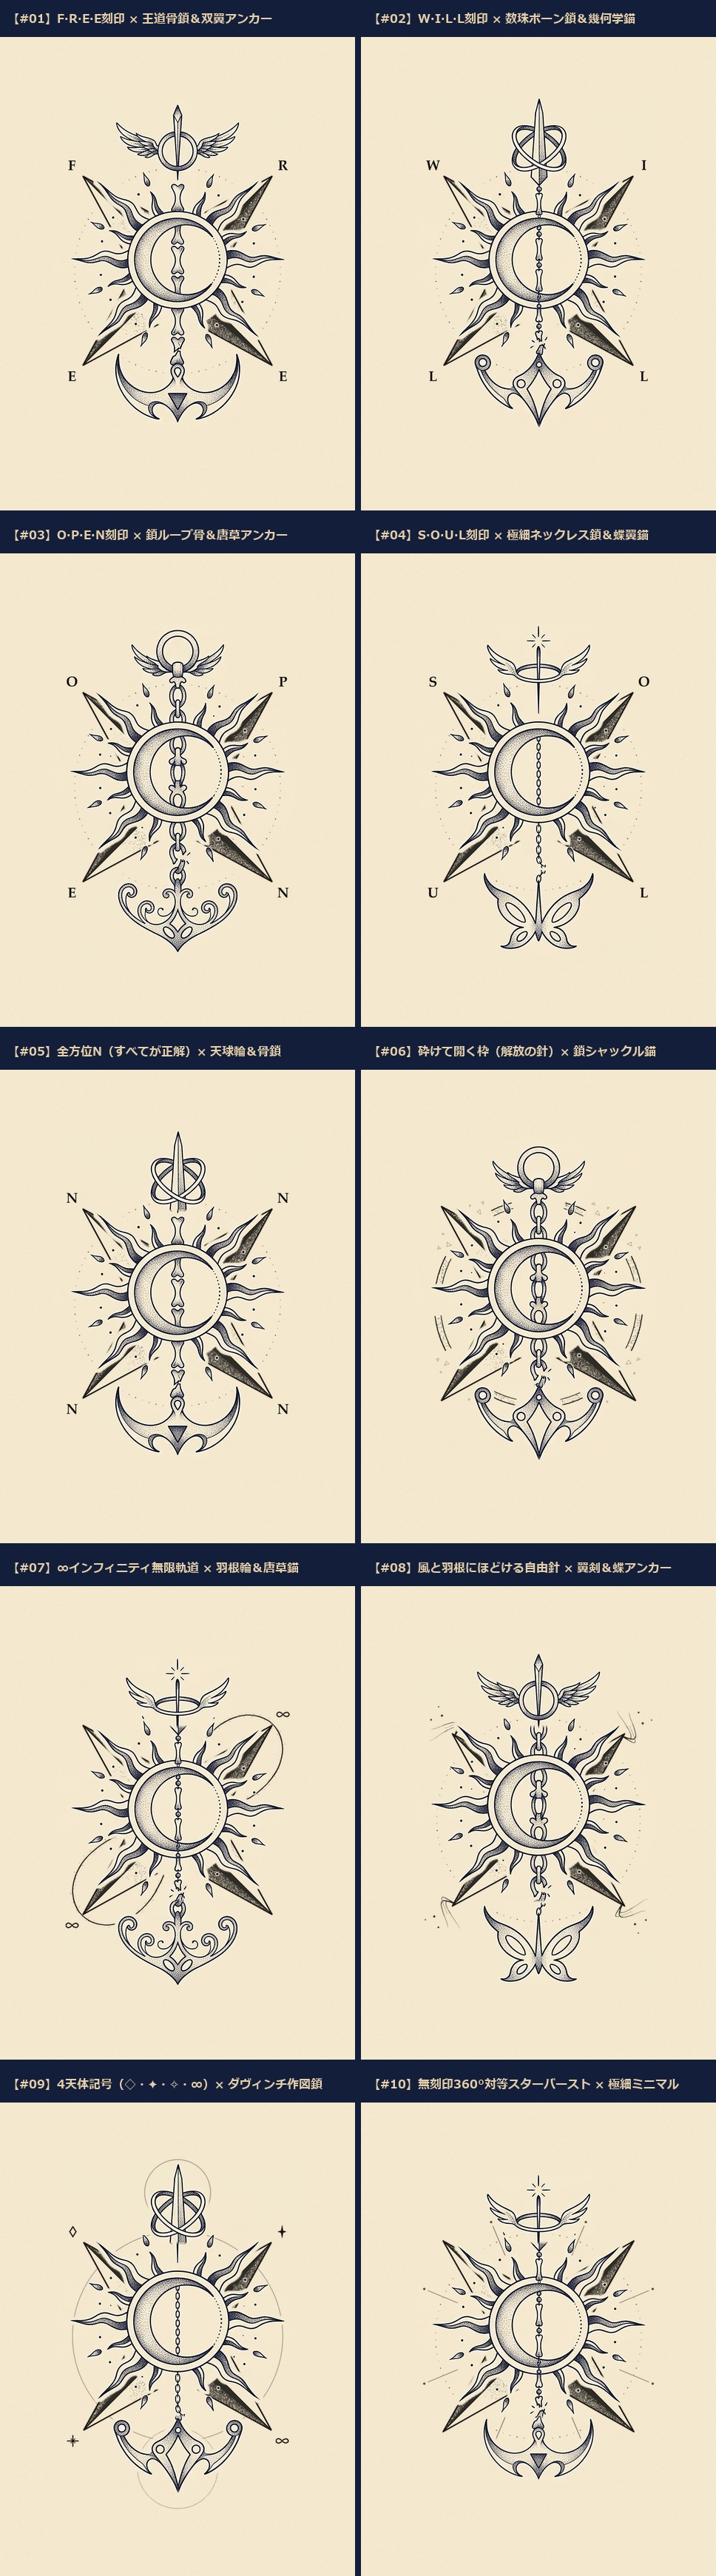 【#01】F·R·E·E刻印 × 王道骨鎖＆双翼アンカー
【#02】W·I·L·L刻印 × 数珠ボーン鎖＆幾何学錨
F R
E E
W I
L L
【#03】O·P·E·N刻印 × 鎖ループ骨＆唐草アンカー
【#04】S·O·U·L刻印 × 極細ネックレス鎖＆蝶翼錨
O P
E N
S O
U L
【#05】全方位N（すべてが正解）× 天球輪＆骨鎖
【#06】砕けて開く枠（解放の針）× 鎖シャックル錨
N N
N N
【#07】∞インフィニティ無限軌道 × 羽根輪＆唐草錨
【#08】風と羽根にほどける自由針 × 翼剣＆蝶アンカー
∞
∞
【#09】4天体記号（◇・✦・✧・∞）× ダヴィンチ作図鎖
【#10】無刻印360°対等スターバースト × 極細ミニマル
◇ ✦
✧ ∞